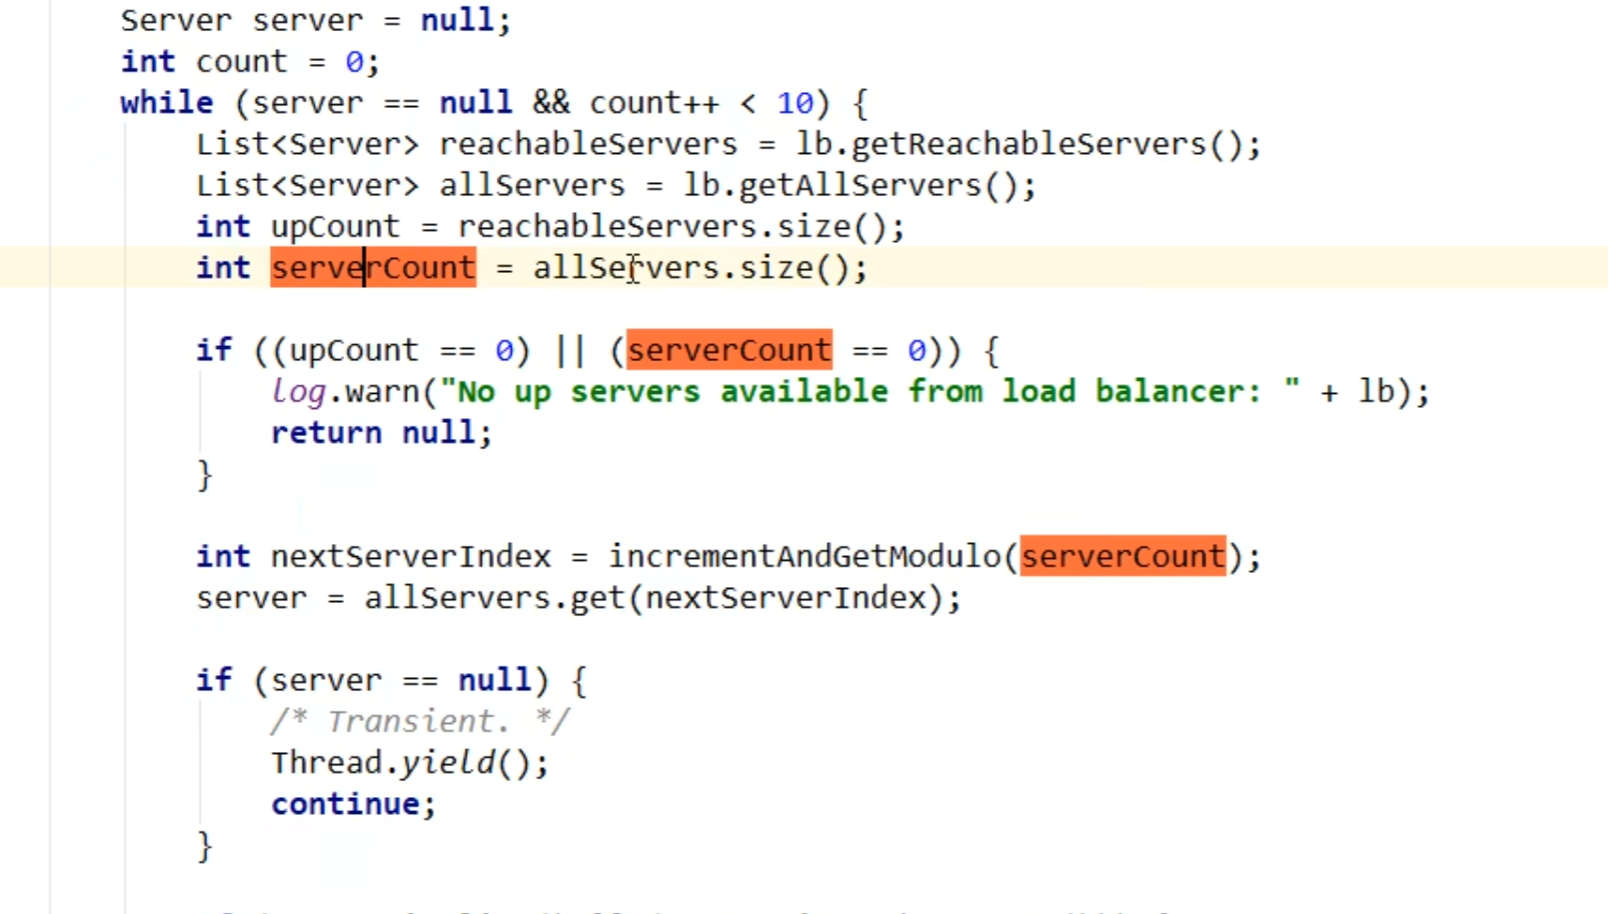 Server server = null;
int count = 0;
while (server == null && count++ < 10) {
List<Server> reachableServers = lb.getReachableServers();
List<Server> allServers = lb.getAllServers();
int upCount = reachableServers.size();
int serverCount = allServers.size();
if ((upCount == 0) || (serverCount == 0)) {
log.warn("No up servers available from load balancer: " + lb);
return null;
}
int nextServerIndex = incrementAndGetModulo(serverCount);
server = allServers.get(nextServerIndex);
if (server == null) {
/* Transient. */
Thread.yield();
continue;
}